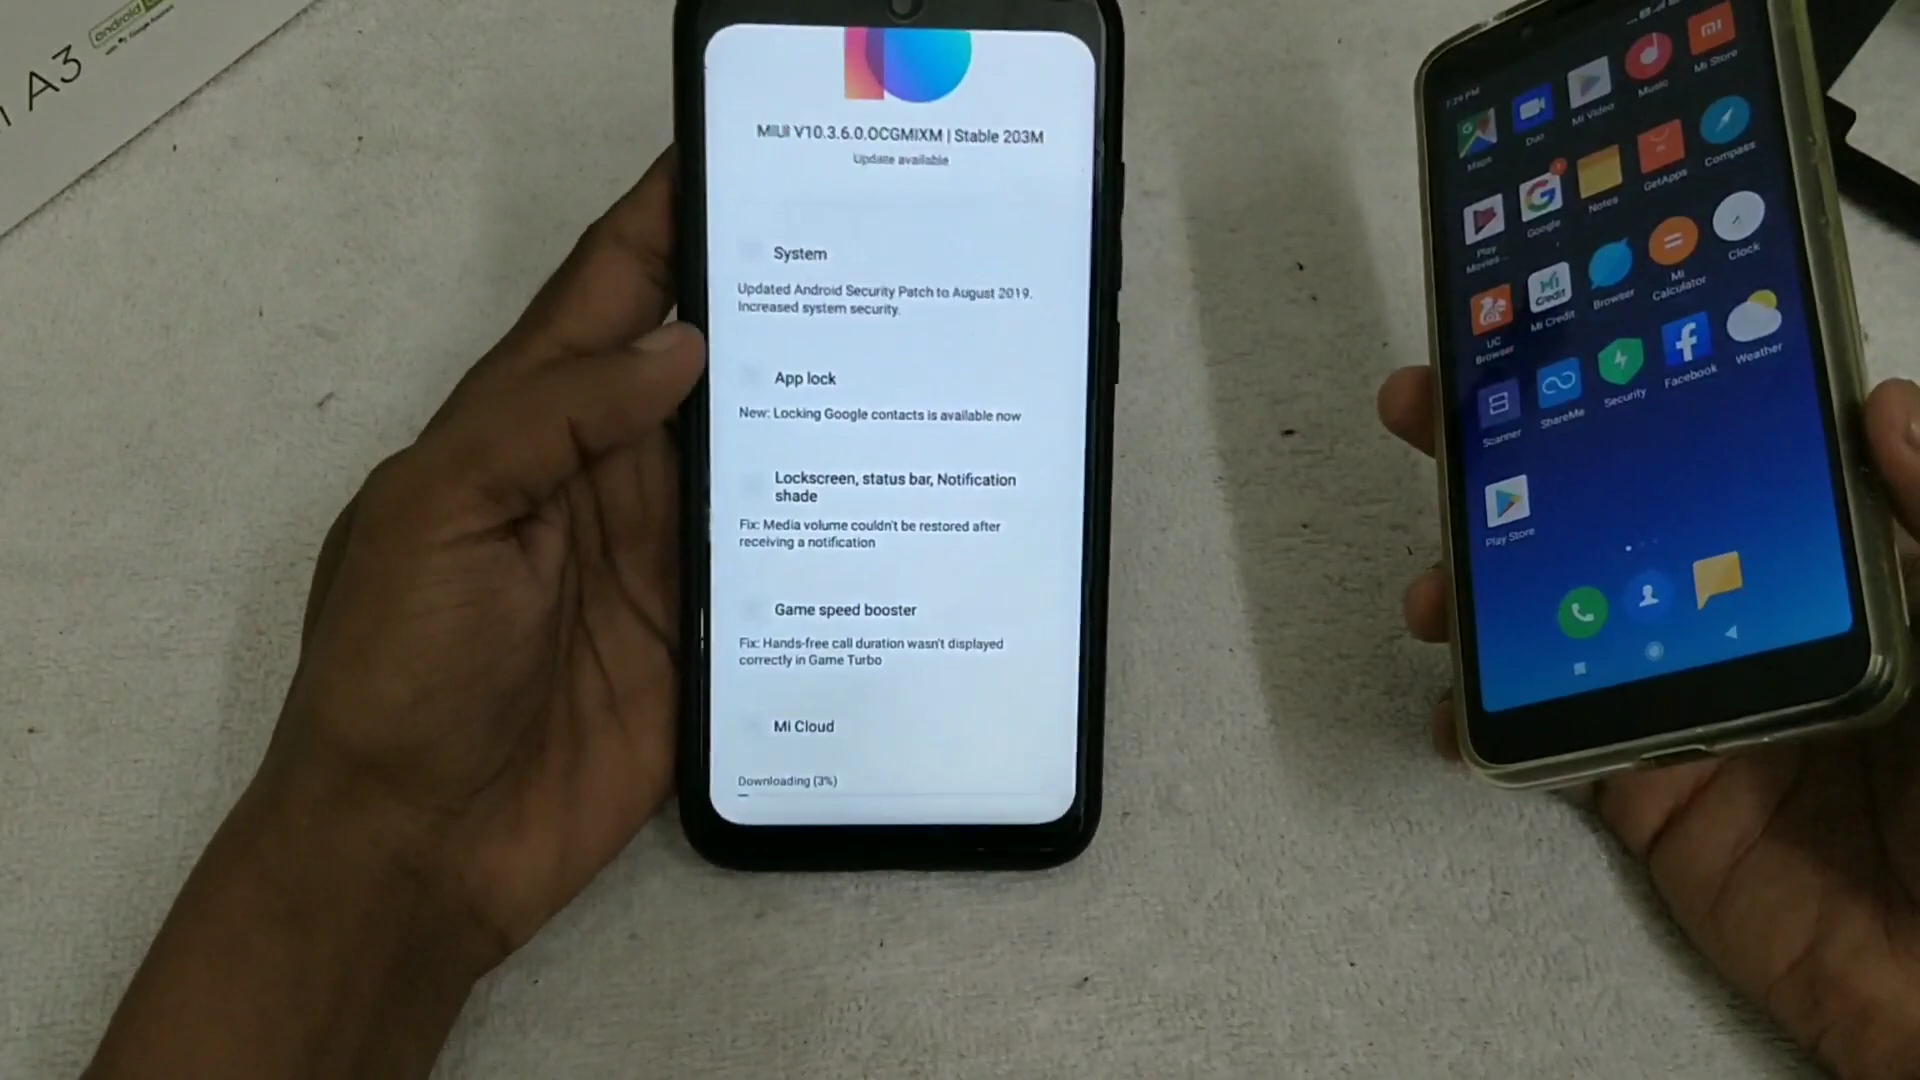 A3
android
MIUI V10.3.6.0.OCGMIXM | Stable 203M
Update available
System
Updated Android Security Patch to August 2019.
Increased system security.
App lock
New: Locking Google contacts is available now
Lockscreen, status bar, Notification
shade
Fix: Media volume couldn't be restored after
receiving a notification
Game speed booster
Fix: Hands-free call duration wasn't displayed
correctly in Game Turbo
Mi Cloud
Downloading (3%)
7:29 PM
Maps
Duo
Mi Video
Music
Mi Store
Play
Movies ...
Google
Notes
GetApps
Compass
UC
Browser
Mi Credit
Browser
Mi
Calculator
Clock
Scanner
ShareMe
Security
Facebook
Weather
Play Store